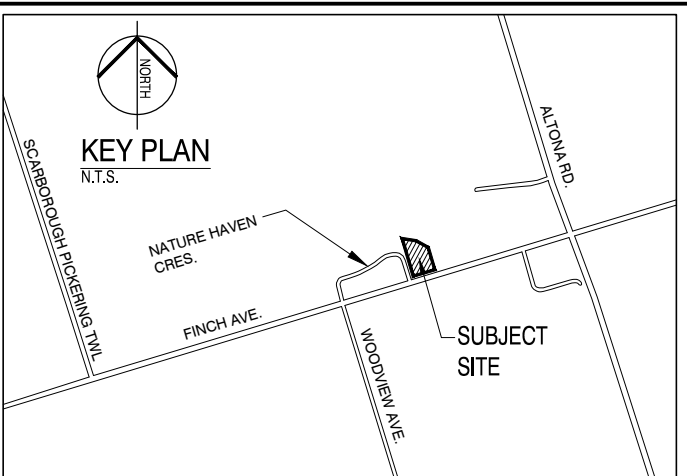 NORTH
KEY PLAN
N.T.S.
SCARBOROUGH PICKERING TWL
ALTONA RD.
NATURE HAVEN
CRES.
FINCH AVE.
WOODVIEW AVE.
SUBJECT
SITE